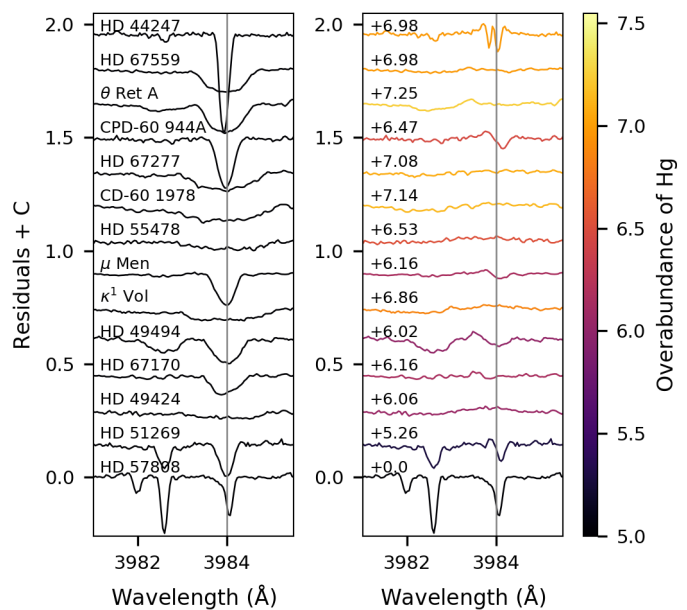 2.0
1.5
1.0
0.5
0.0
Residuals + C
HD 44247
HD 67559
θ Ret A
CPD-60 944A
HD 67277
CD-60 1978
HD 55478
μ Men
κ¹ Vol
HD 49494
HD 67170
HD 49424
HD 51269
HD 57808
3982
3984
Wavelength (Å)
2.0
1.5
1.0
0.5
0.0
+6.98
+6.98
+7.25
+6.47
+7.08
+7.14
+6.53
+6.16
+6.86
+6.02
+6.16
+6.06
+5.26
+0.0
3982
3984
Wavelength (Å)
7.5
7.0
6.5
6.0
5.5
5.0
Overabundance of Hg